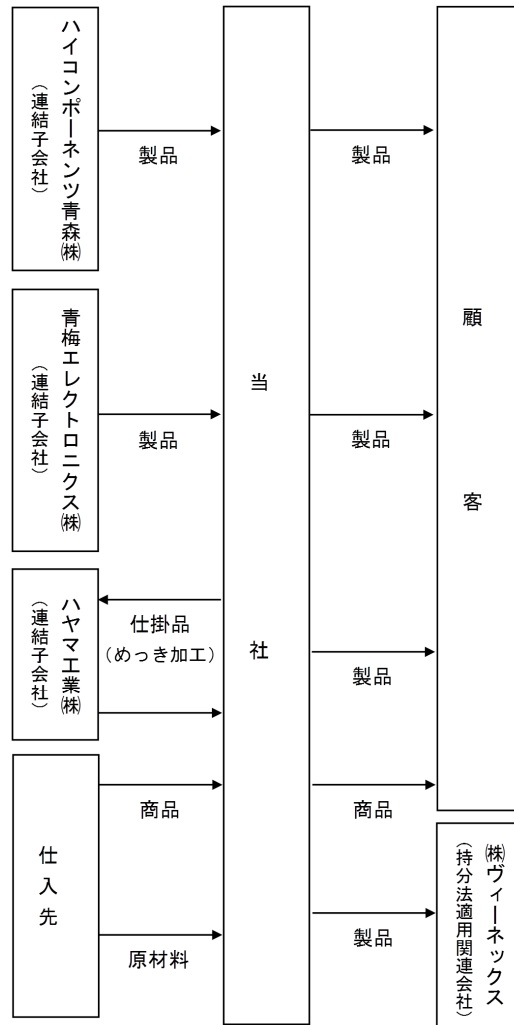 ハイコンポーネンツ青森㈱
（連結子会社）
製品
製品
青梅エレクトロニクス㈱
（連結子会社）
製品
製品
当社
顧客
ハヤマ工業㈱
（連結子会社）
仕掛品
（めっき加工）
製品
仕入先
商品
商品
原材料
製品
㈱ヴィーネックス
（持分法適用関連会社）